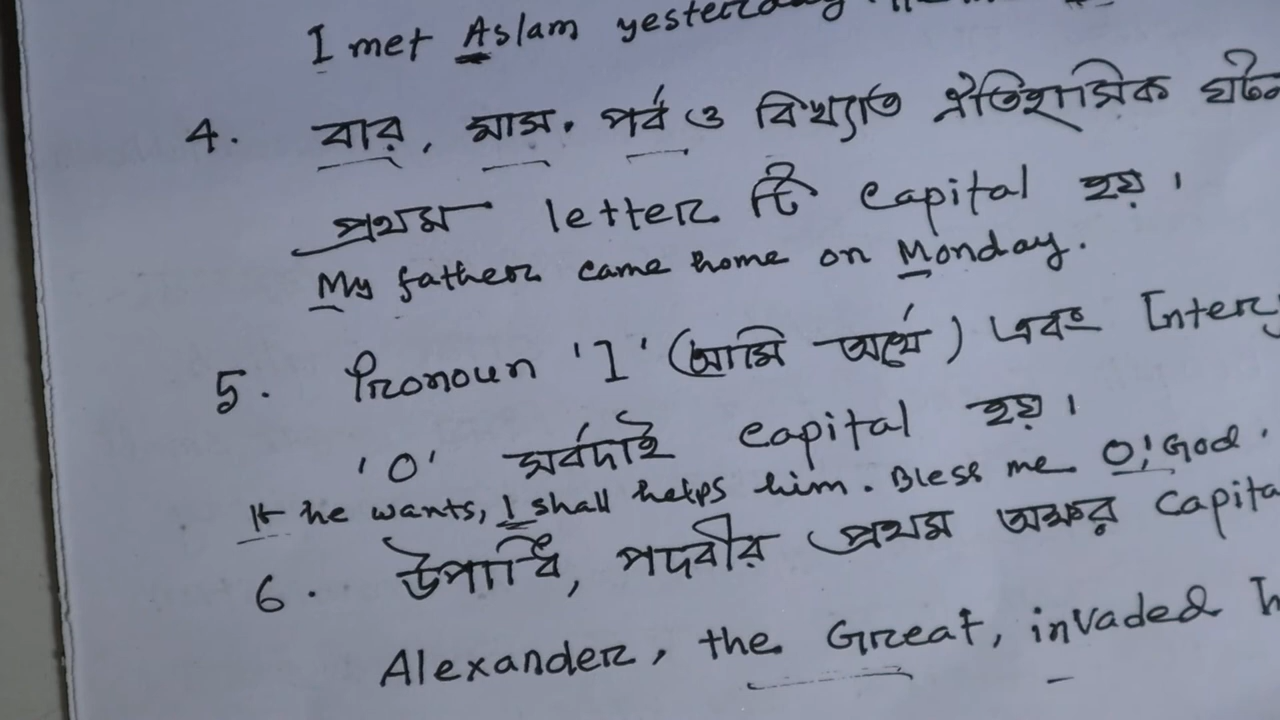 I met Aslam yesterday
4. বার, মাস, পর্ব ও বিখ্যাত ঐতিহাসিক
প্রথম letter টি capital হয়।
My father came home on Monday.
5. Pronoun 'I' (আমি অর্থে) এবং
'O' সর্বদাই capital হয়।
If he wants, I shall helps him. Bless me O! God.
6. উপাধি, পদবীর প্রথম অক্ষর
Alexander, the Great, invaded